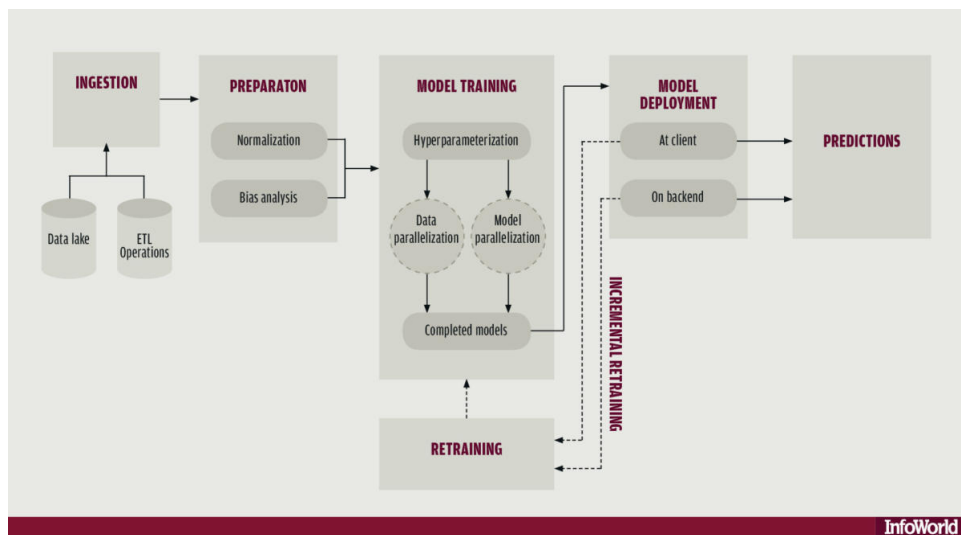 INGESTION
Data lake
ETL
Operations
PREPARATON
Normalization
Bias analysis
MODEL TRAINING
Hyperparameterization
Data
parallelization
Model
parallelization
Completed models
MODEL
DEPLOYMENT
At client
On backend
PREDICTIONS
INCREMENTAL RETRAINING
RETRAINING
InfoWorld